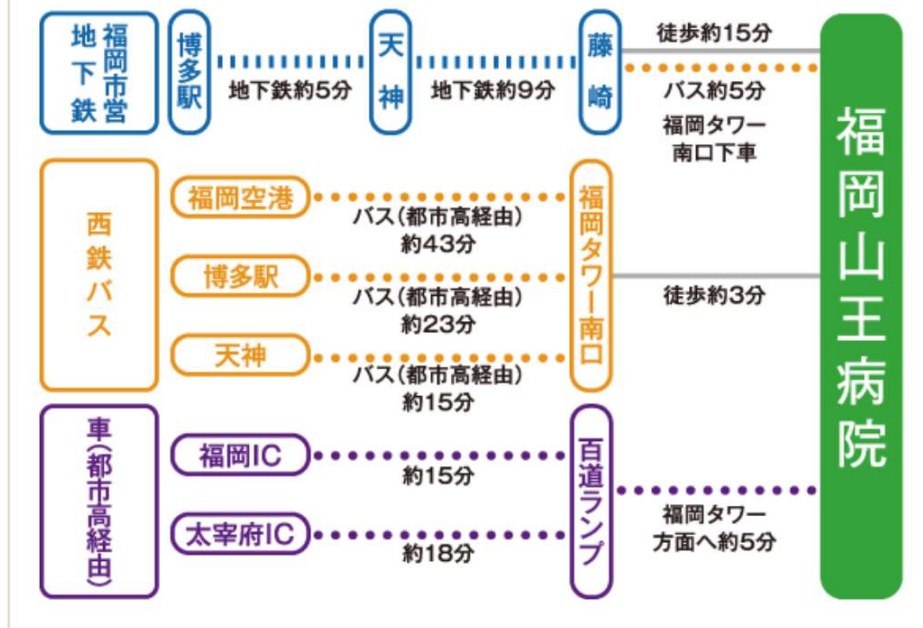 福岡市営
地下鉄
博多駅
地下鉄約5分
天神
地下鉄約9分
藤崎
徒歩約15分
バス約5分
福岡タワー
南口下車
西鉄バス
福岡空港
バス(都市高経由)
約43分
博多駅
バス(都市高経由)
約23分
天神
バス(都市高経由)
約15分
福岡タワー南口
徒歩約3分
車(都市高経由)
福岡IC
約15分
太宰府IC
約18分
百道ランプ
福岡タワー
方面へ約5分
福岡山王病院